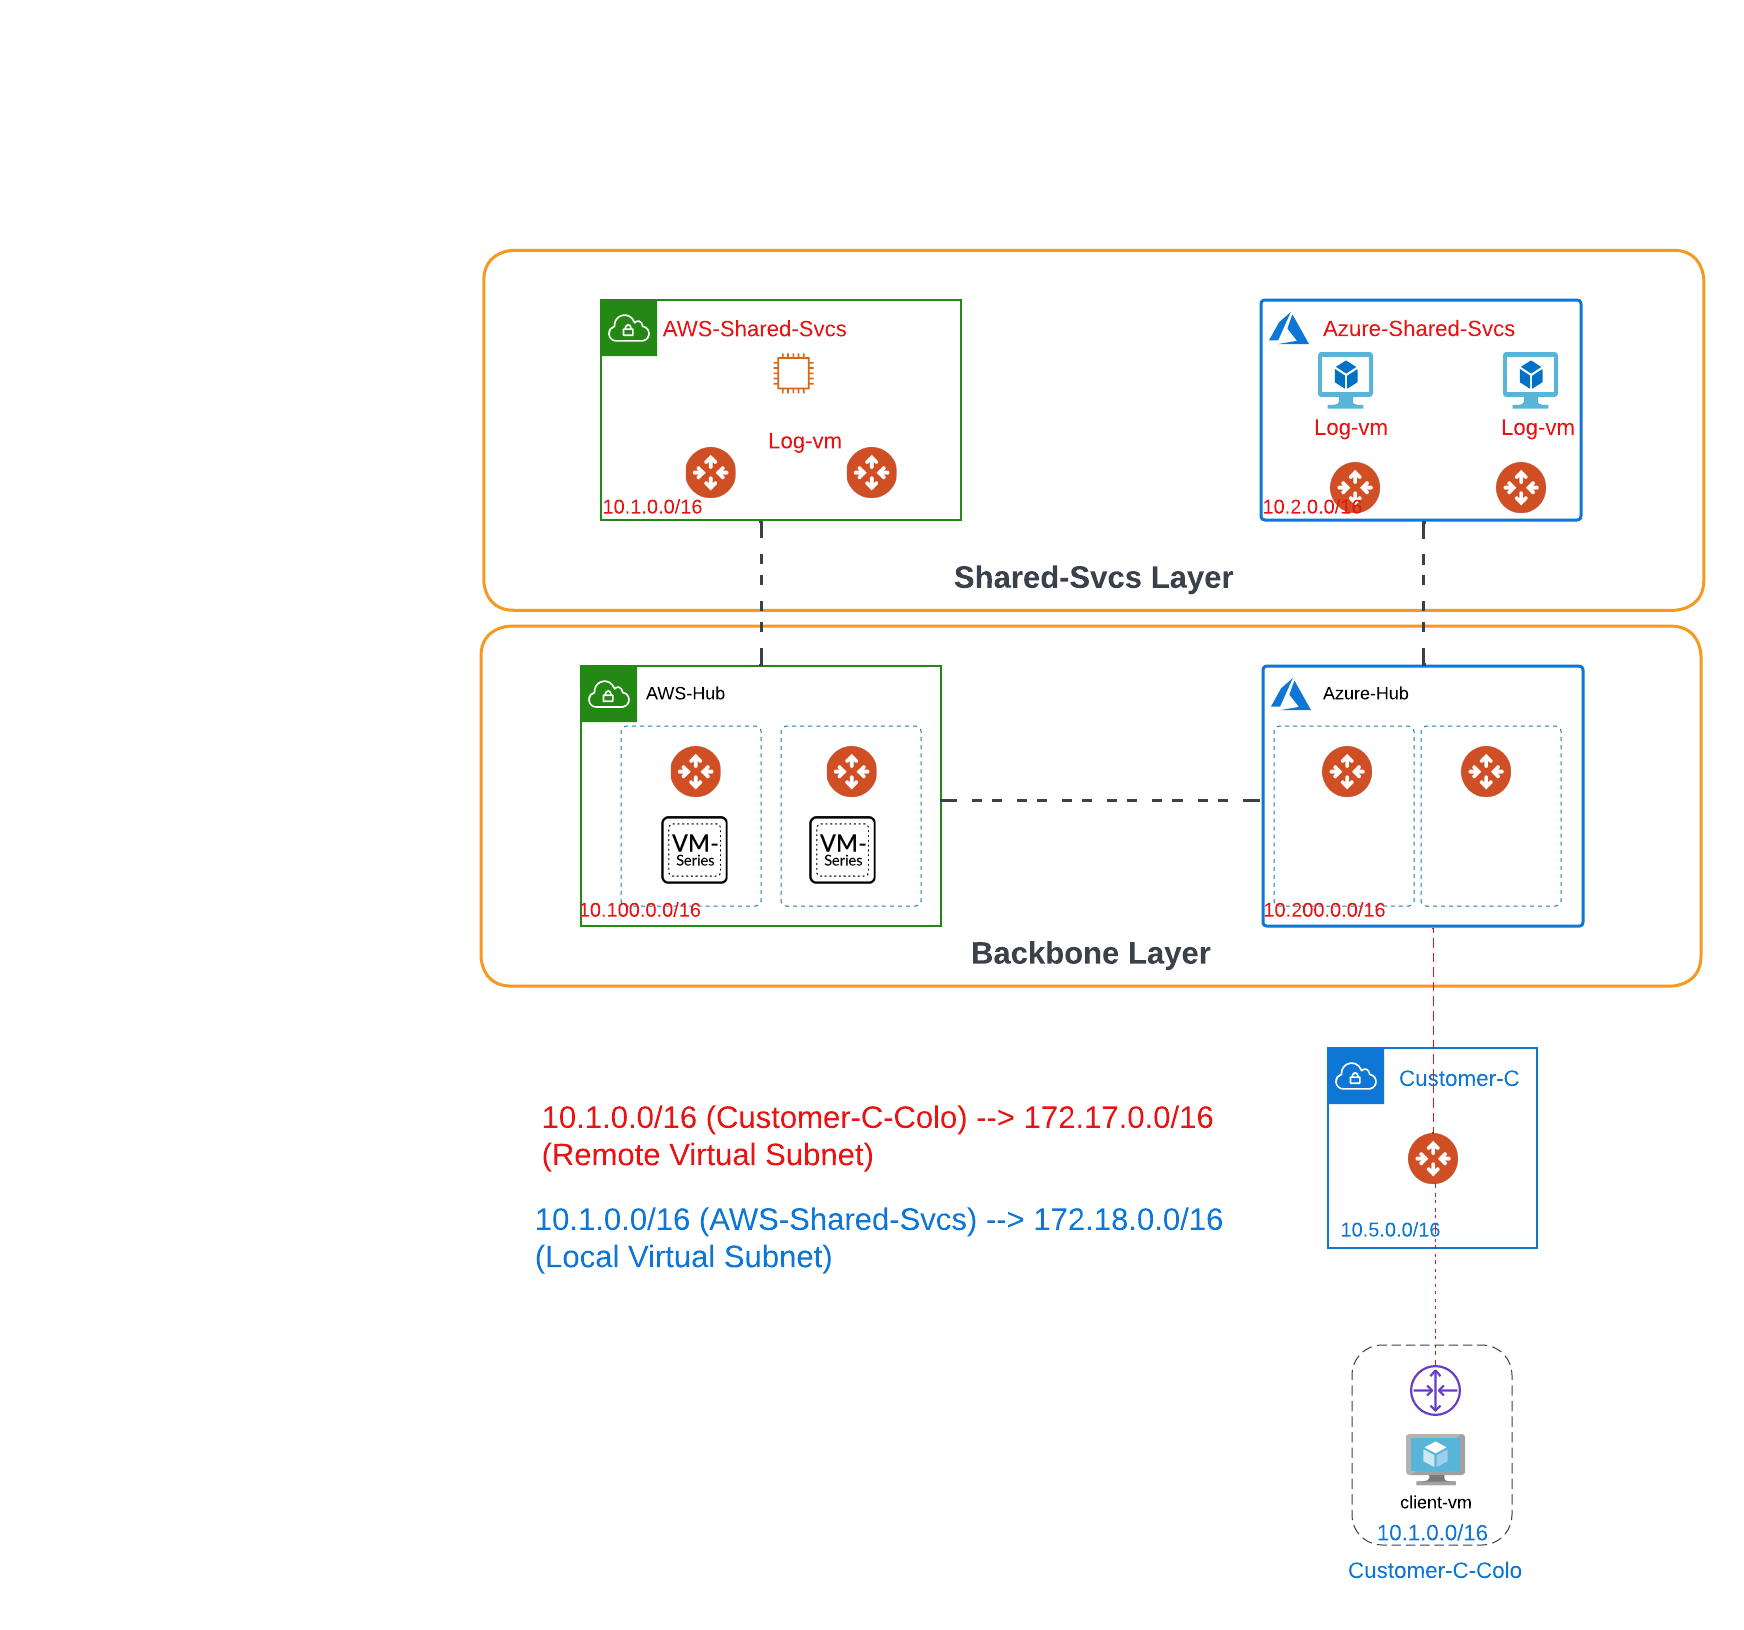 AWS-Shared-Svcs
Log-vm
10.1.0.0/16
Azure-Shared-Svcs
Log-vm
Log-vm
10.2.0.0/16
Shared-Svcs Layer
AWS-Hub
VM-
Series
VM-
Series
10.100.0.0/16
Azure-Hub
10.200.0.0/16
Backbone Layer
Customer-C
10.5.0.0/16
10.1.0.0/16 (Customer-C-Colo) --> 172.17.0.0/16
(Remote Virtual Subnet)
10.1.0.0/16 (AWS-Shared-Svcs) --> 172.18.0.0/16
(Local Virtual Subnet)
client-vm
10.1.0.0/16
Customer-C-Colo